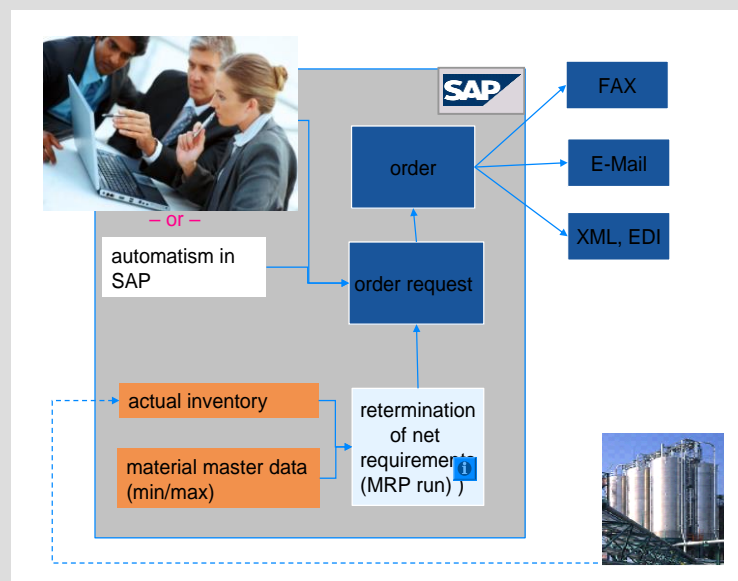 SAP
FAX
order
E-Mail
– or –
XML, EDI
automatism in
SAP
order request
actual inventory
retermination
of net
requirements
(MRP run) )
material master data
(min/max)